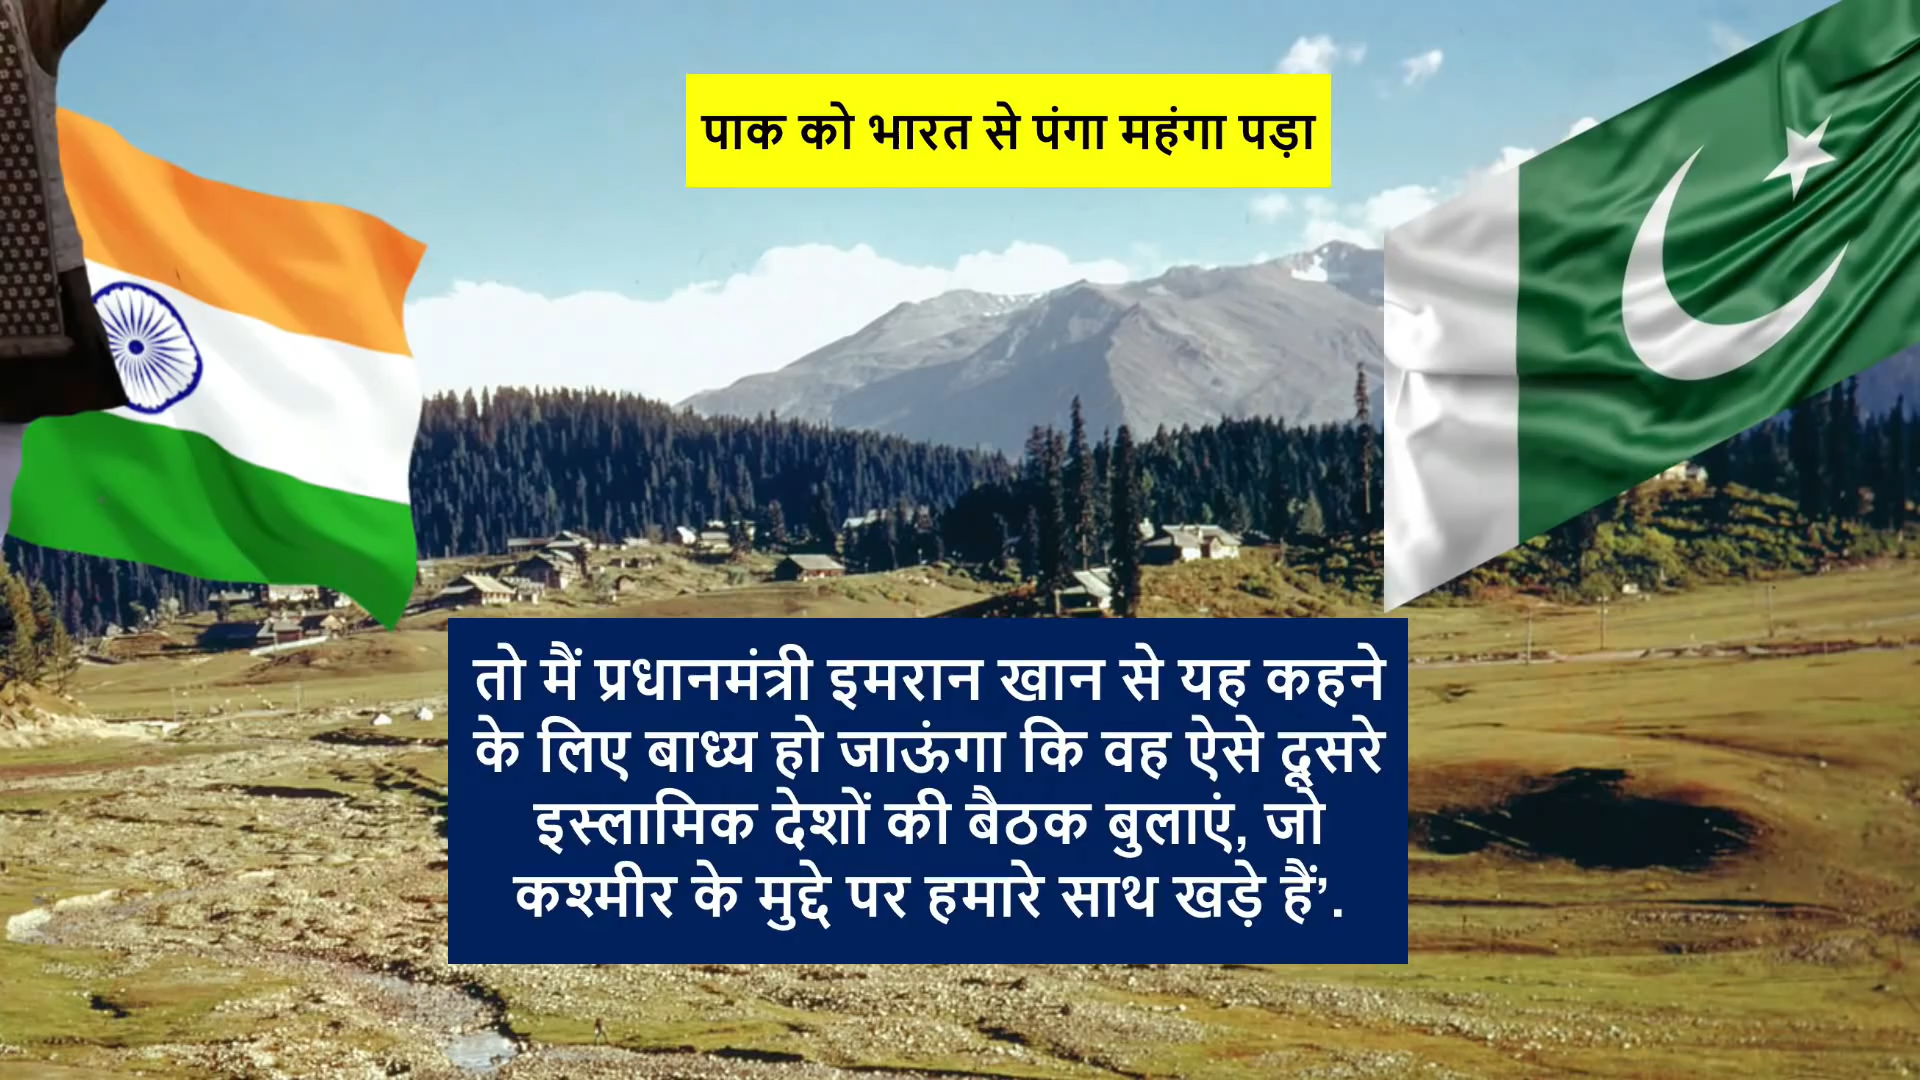 पाक को भारत से पंगा महंगा पड़ा
तो मैं प्रधानमंत्री इमरान खान से यह कहने
के लिए बाध्य हो जाऊंगा कि वह ऐसे दूसरे
इस्लामिक देशों की बैठक बुलाएं, जो
कश्मीर के मुद्दे पर हमारे साथ खड़े हैं’.